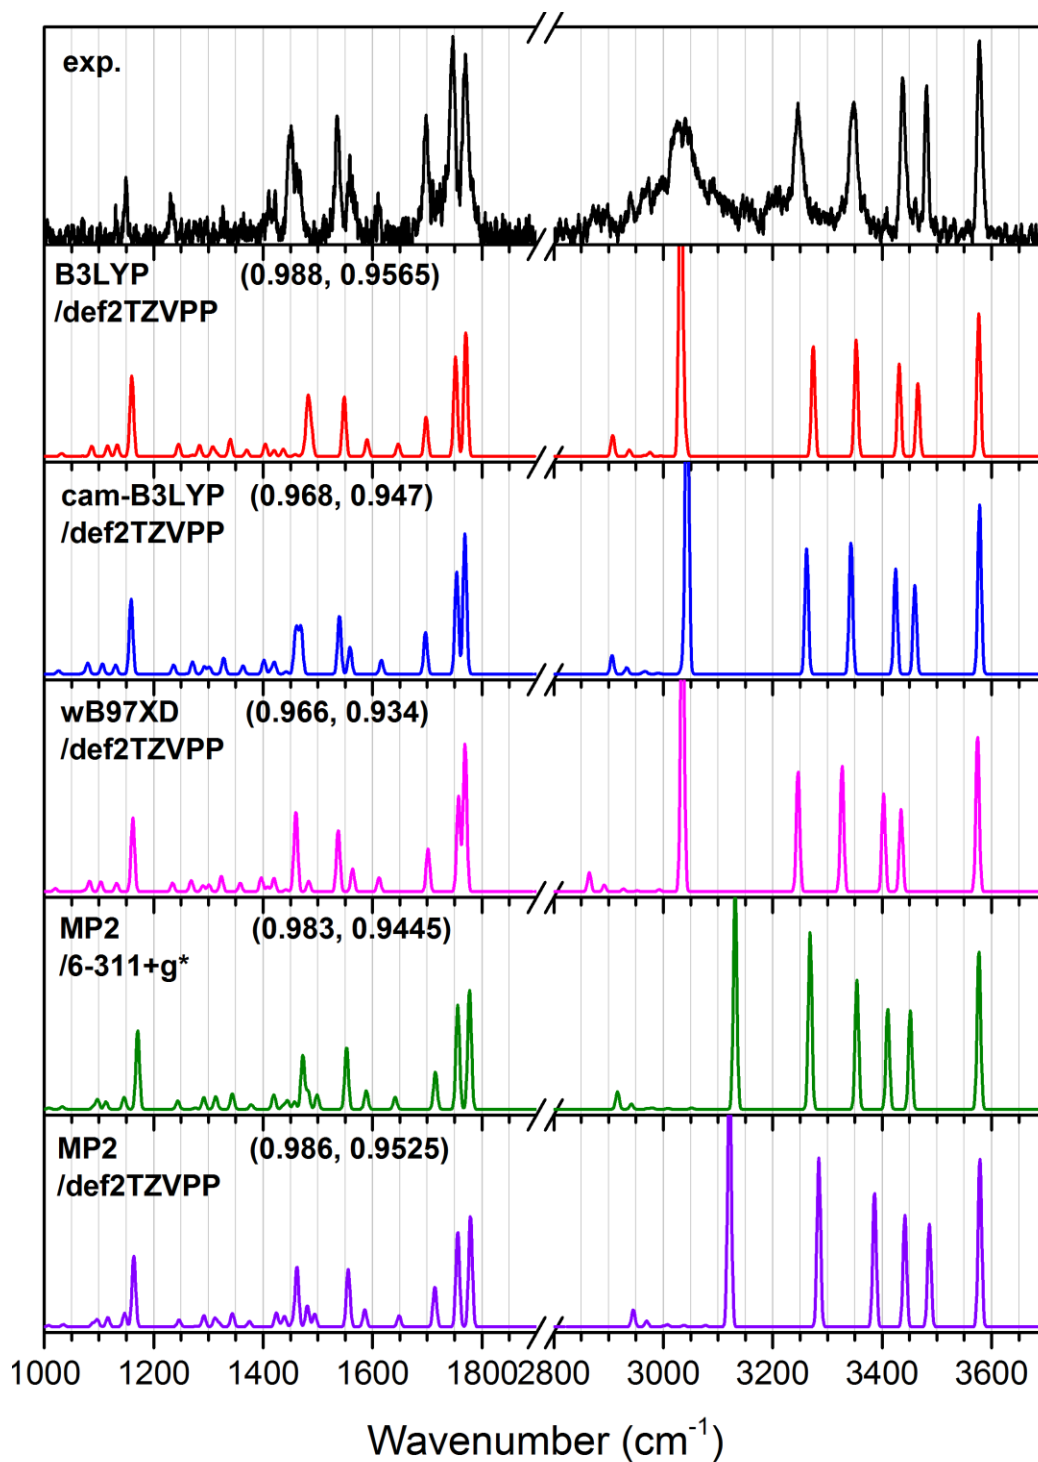 exp.
B3LYP (0.988, 0.9565)
/def2TZVPP
cam-B3LYP (0.968, 0.947)
/def2TZVPP
wB97XD (0.966, 0.934)
/def2TZVPP
MP2 (0.983, 0.9445)
/6-311+g*
MP2 (0.986, 0.9525)
/def2TZVPP
1000 1200 1400 1600 1800 2800 3000 3200 3400 3600
Wavenumber (cm⁻¹)